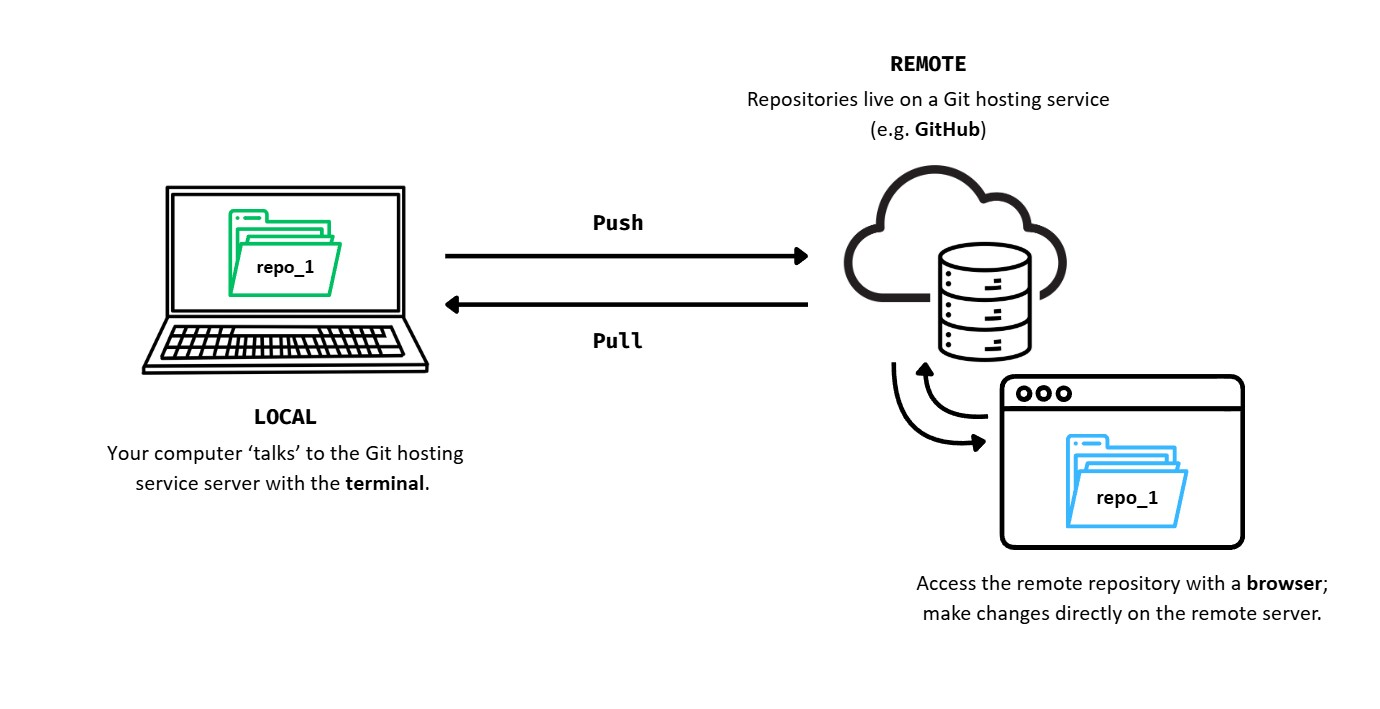 REMOTE
Repositories live on a Git hosting service
(e.g. GitHub)
Push
repo_1
Pull
LOCAL
Your computer ‘talks’ to the Git hosting
service server with the terminal.
repo_1
Access the remote repository with a browser;
make changes directly on the remote server.